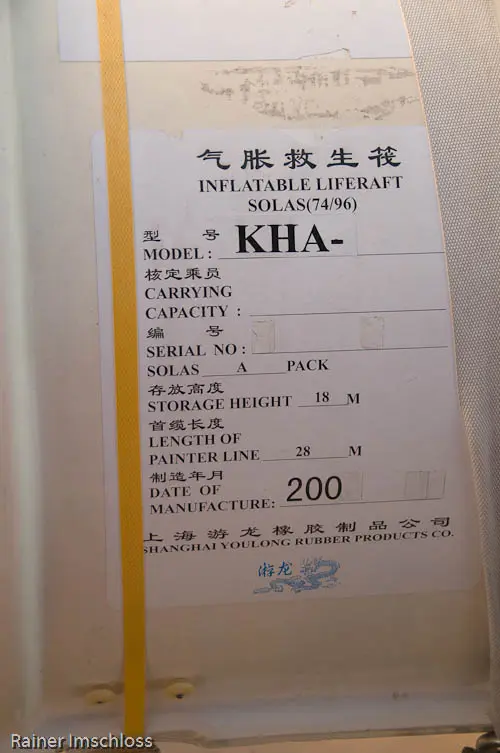 气胀救生筏
INFLATABLE LIFERAFT
SOLAS(74/96)
型 号
MODEL: KHA-
核定乘员
CARRYING
CAPACITY :
编 号
SERIAL NO:
SOLAS A PACK
存放高度
STORAGE HEIGHT 18 M
首缆长度
LENGTH OF
PAINTER LINE 28 M
制造年月
DATE OF
MANUFACTURE: 200
上海游龙橡胶制品公司
SHANGHAI YOULONG RUBBER PRODUCTS CO.
游龙
Rainer Imschloss